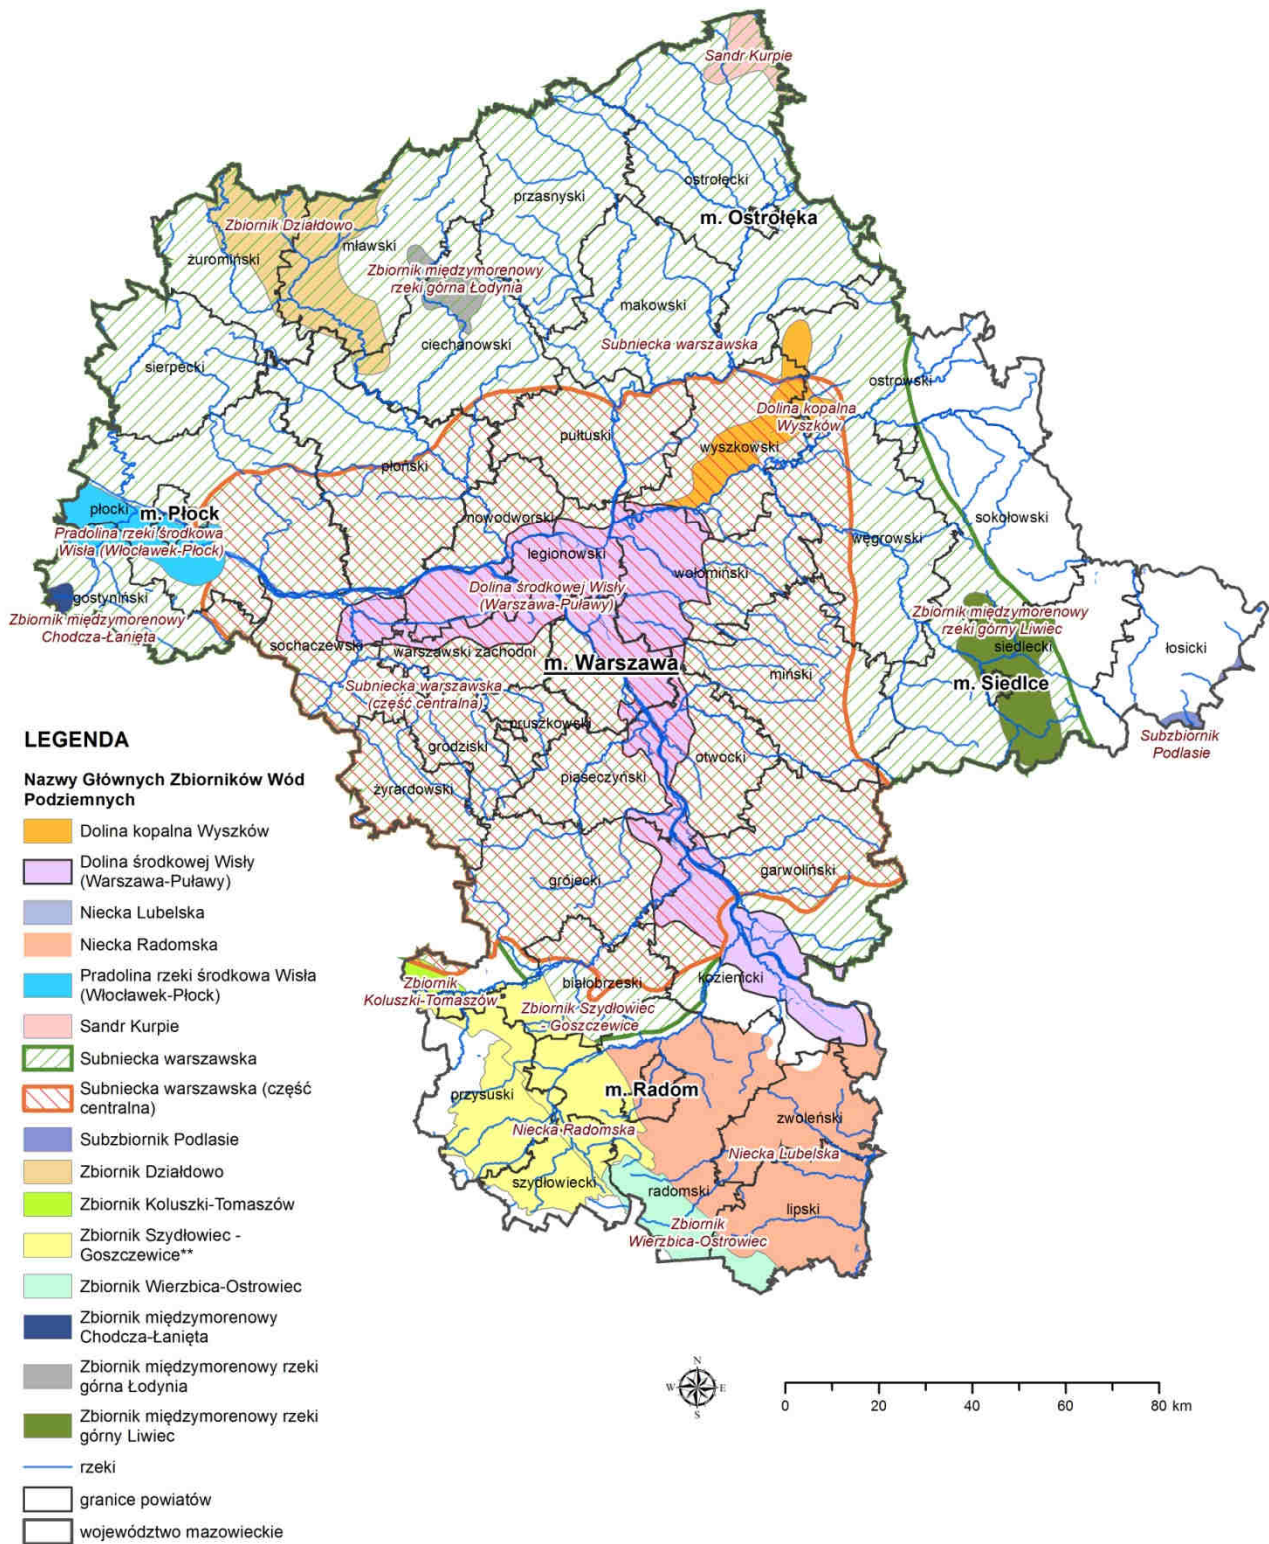 Sandr Kurpie
ostrołęcki
przasnyski
m. Ostrołęka
Zbiornik Działdowo
mławski
żuromiński
Zbiornik międzymorenowy
rzeki górna Łodynia
makowski
ciechanowski
Subniecka warszawska
sierpecki
ostrowski
Dolina kopalna
Wyszków
pułtuski
wyszkowski
płoński
płocki
m. Płock
nowodworski
sokołowski
Pradolina rzeki środkowa
Wisła (Włocławek-Płock)
legionowski
węgrowski
wołomiński
Dolina środkowej Wisły
(Warszawa-Puławy)
gostyniński
Zbiornik międzymorenowy
Chodcza-Łanięta
Zbiornik międzymorenowy
rzeki górny Liwiec
sochaczewski
warszawski zachodni
siedlecki
łosicki
m. Warszawa
miński
m. Siedlce
Subniecka warszawska
(część centralna)
pruszkowski
grodziski
otwocki
Subzbiornik
Podlasie
piaseczyński
żyrardowski
grójecki
garwoliński
białobrzeski
kozienicki
Zbiornik
Koluszki-Tomaszów
Zbiornik Szydłowiec
- Goszczewice
m. Radom
przysuski
zwoleński
Niecka Radomska
Niecka Lubelska
szydłowiecki
radomski
lipski
Zbiornik
Wierzbica-Ostrowiec
LEGENDA
Nazwy Głównych Zbiorników Wód
Podziemnych
Dolina kopalna Wyszków
Dolina środkowej Wisły
(Warszawa-Puławy)
Niecka Lubelska
Niecka Radomska
Pradolina rzeki środkowa Wisła
(Włocławek-Płock)
Sandr Kurpie
Subniecka warszawska
Subniecka warszawska (część
centralna)
Subzbiornik Podlasie
Zbiornik Działdowo
Zbiornik Koluszki-Tomaszów
Zbiornik Szydłowiec -
Goszczewice**
Zbiornik Wierzbica-Ostrowiec
Zbiornik międzymorenowy
Chodcza-Łanięta
Zbiornik międzymorenowy rzeki
górna Łodynia
Zbiornik międzymorenowy rzeki
górny Liwiec
rzeki
granice powiatów
województwo mazowieckie
N
W E
S
0 20 40 60 80 km